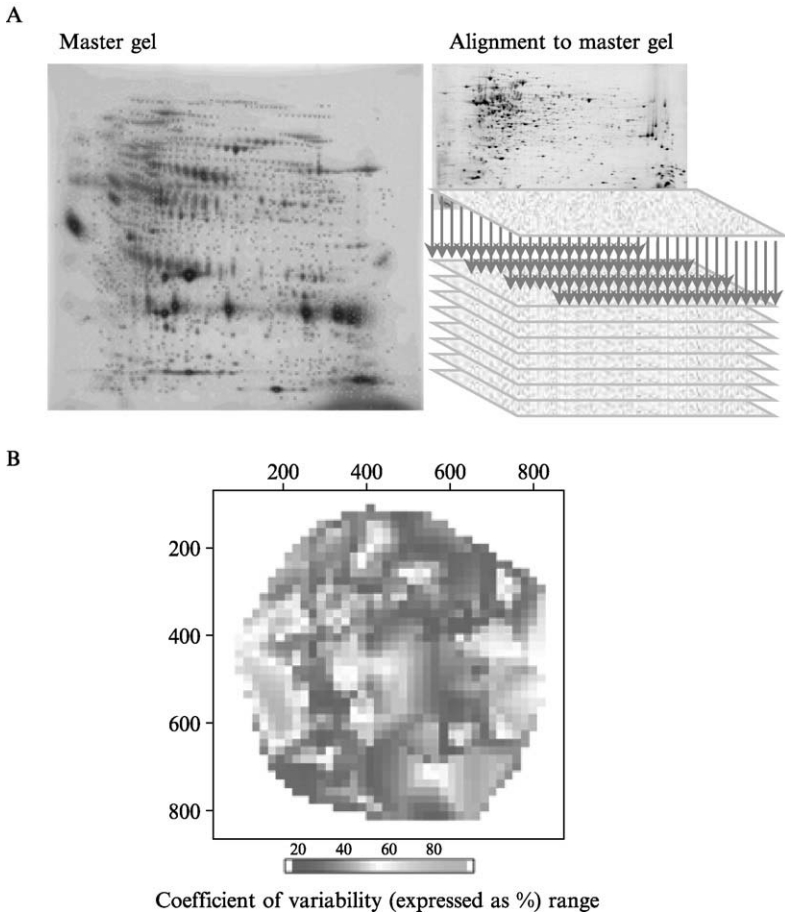 A
Master gel
Alignment to master gel
B
200 400 600 800
200
400
600
800
20 40 60 80
Coefficient of variability (expressed as %) range